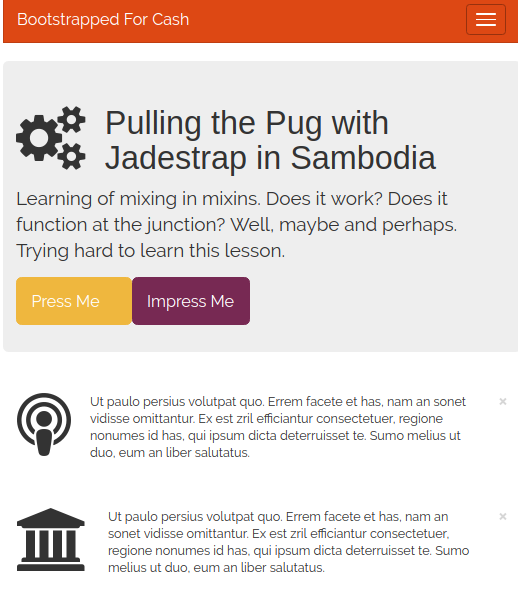 Bootstrapped For Cash
Pulling the Pug with
Jadestrap in Sambodia
Learning of mixing in mixins. Does it work? Does it
function at the junction? Well, maybe and perhaps.
Trying hard to learn this lesson.
Press Me
Impress Me
Ut paulo persius volutpat quo. Errem facete et has, nam an sonet
vidisse omittantur. Ex est zril efficiantur consectetuer, regione
nonumes id has, qui ipsum dicta deterruisset te. Sumo melius ut
duo, eum an liber salutatus.
×
Ut paulo persius volutpat quo. Errem facete et has, nam an
sonet vidisse omittantur. Ex est zril efficiantur consectetuer,
regione nonumes id has, qui ipsum dicta deterruisset te. Sumo
melius ut duo, eum an liber salutatus.
×